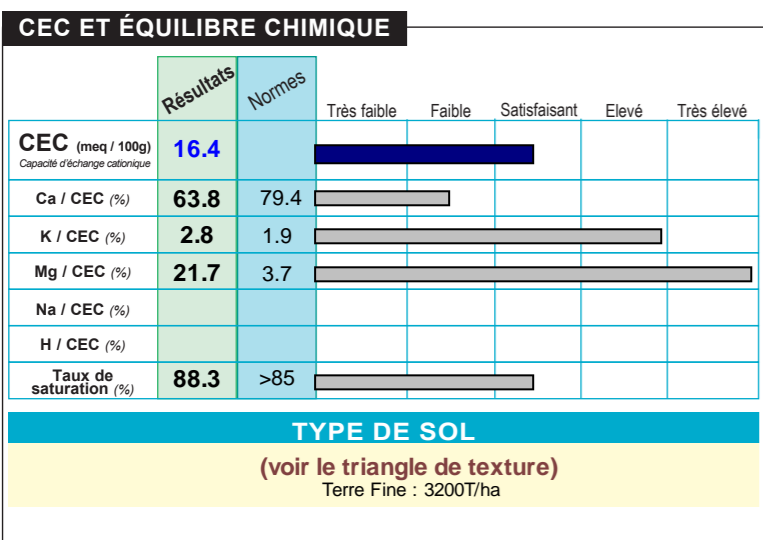 CEC ET ÉQUILIBRE CHIMIQUE
Résultats Normes Très faible Faible Satisfaisant Elevé Très élevé
CEC (meq / 100g) 16.4
Capacité d'échange cationique
Ca / CEC (%) 63.8 79.4
K / CEC (%) 2.8 1.9
Mg / CEC (%) 21.7 3.7
Na / CEC (%)
H / CEC (%)
Taux de
saturation (%) 88.3 >85
TYPE DE SOL
(voir le triangle de texture)
Terre Fine : 3200T/ha